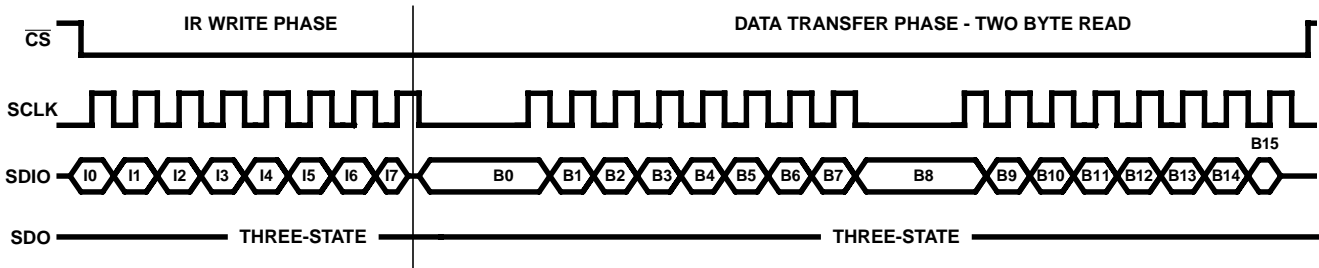 IR WRITE PHASE DATA TRANSFER PHASE - TWO BYTE READ
CS
SCLK
B15
SDIO I0 I1 I2 I3 I4 I5 I6 I7 B0 B1 B2 B3 B4 B5 B6 B7 B8 B9 B10 B11 B12 B13 B14
SDO THREE-STATE THREE-STATE